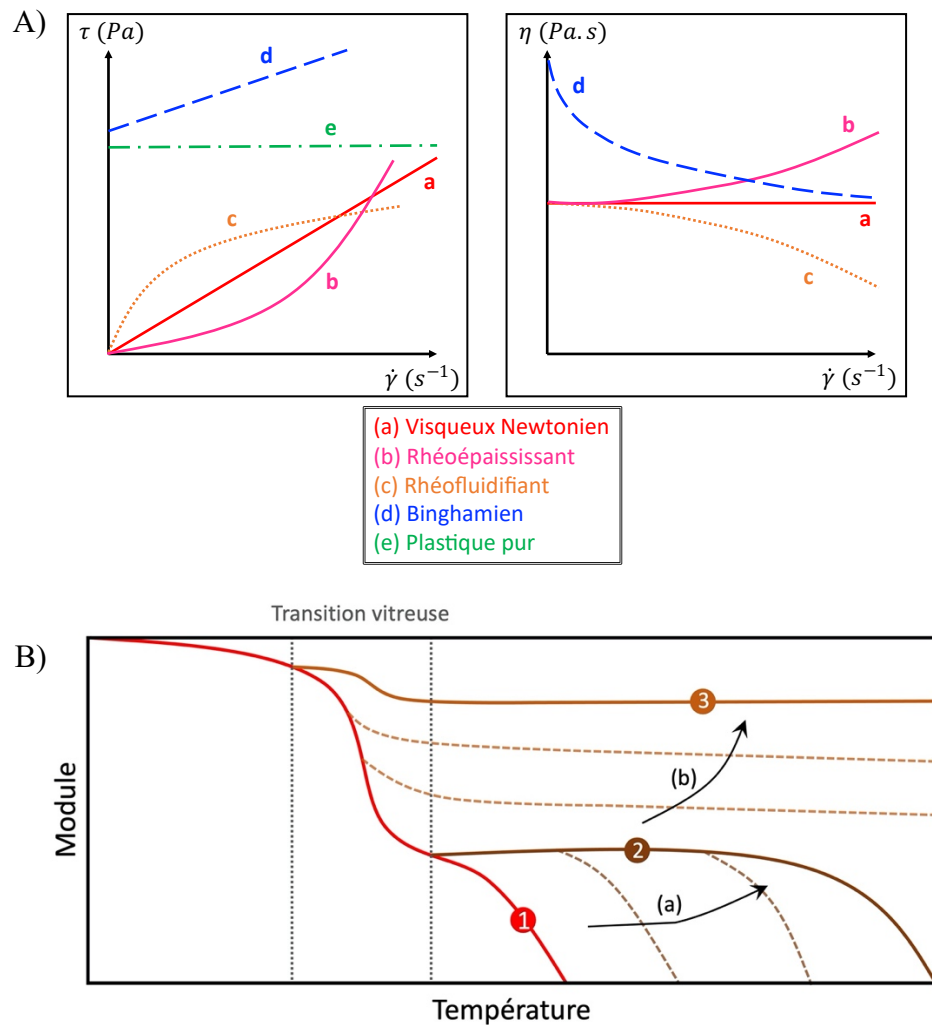 A)
τ (Pa)
d
e
a
c
b
γ̇ (s⁻¹)
η (Pa.s)
d
b
a
c
γ̇ (s⁻¹)
(a) Visqueux Newtonien
(b) Rhéoépaississant
(c) Rhéofluidifiant
(d) Binghamien
(e) Plastique pur
Transition vitreuse
B)
3
(b)
2
(a)
1
Module
Température